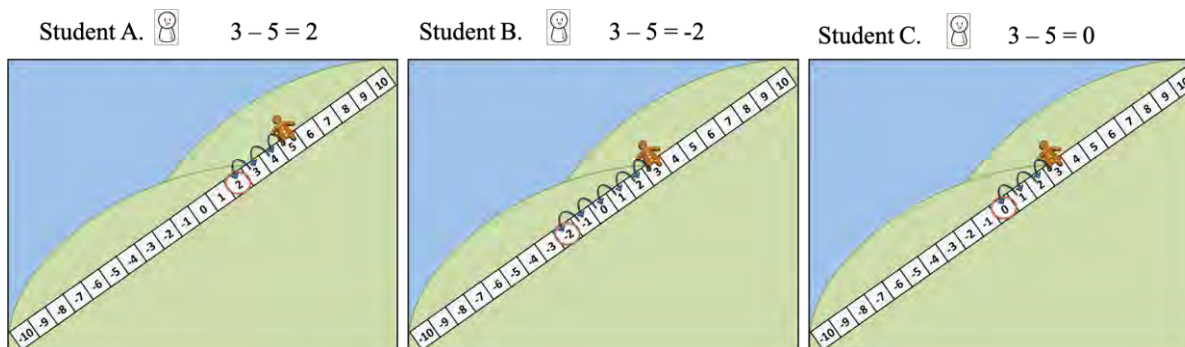 Student A. 3 – 5 = 2
Student B. 3 – 5 = -2
Student C. 3 – 5 = 0
-10 -9 -8 -7 -6 -5 -4 -3 -2 -1 0 1 2 3 4 5 6 7 8 9 10
-10 -9 -8 -7 -6 -5 -4 -3 -2 -1 0 1 2 3 4 5 6 7 8 9 10
-10 -9 -8 -7 -6 -5 -4 -3 -2 -1 0 1 2 3 4 5 6 7 8 9 10